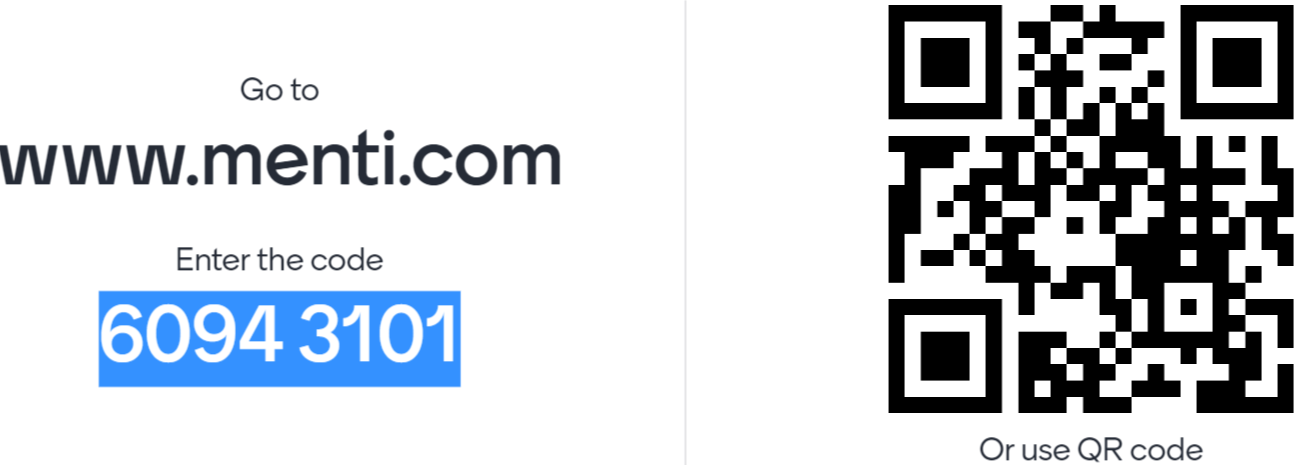 Go to
www.menti.com
Enter the code
6094 3101
Or use QR code